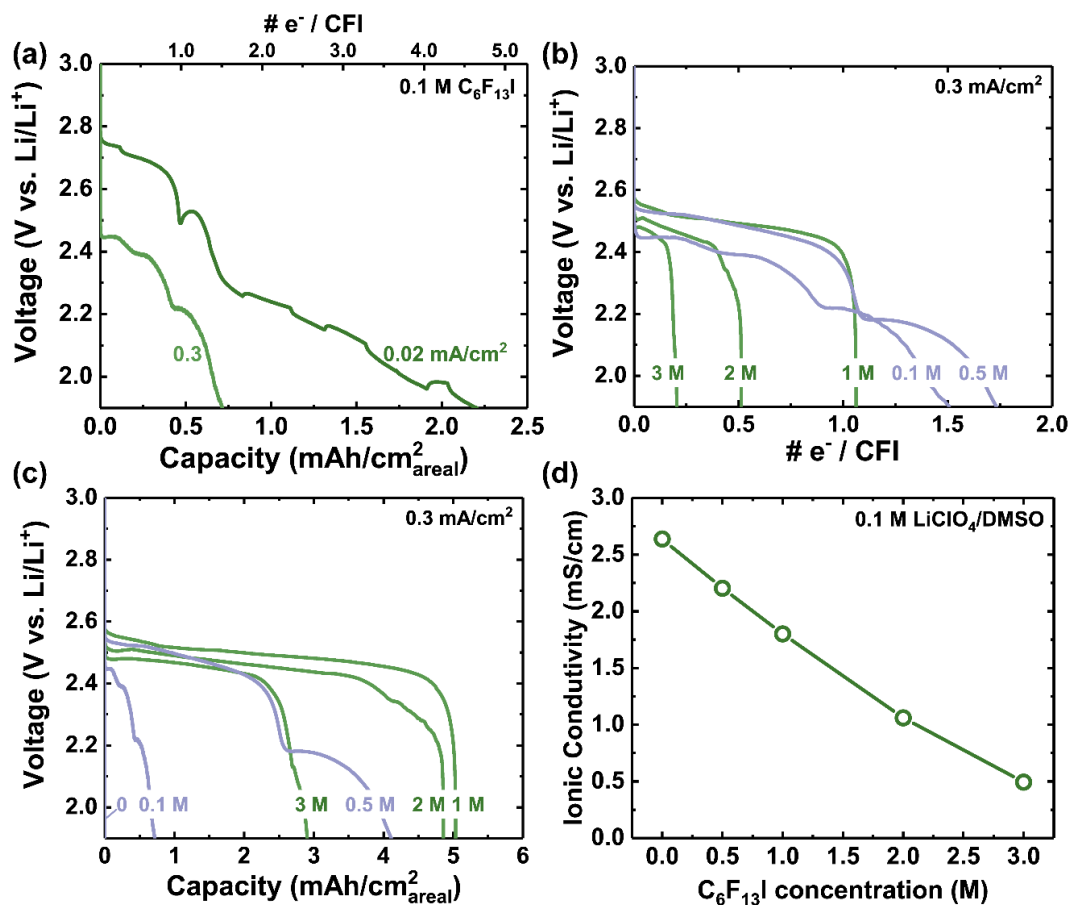 (a)
# e⁻ / CFI
1.0 2.0 3.0 4.0 5.0
0.1 M C₆F₁₃I
Voltage (V vs. Li/Li⁺)
3.0
2.8
2.6
2.4
2.2
2.0
0.3
0.02 mA/cm²
0.0 0.5 1.0 1.5 2.0 2.5
Capacity (mAh/cm²areal)
(b)
0.3 mA/cm²
Voltage (V vs. Li/Li⁺)
3.0
2.8
2.6
2.4
2.2
2.0
3 M 2 M 1 M 0.1 M 0.5 M
0.0 0.5 1.0 1.5 2.0
# e⁻ / CFI
(c)
0.3 mA/cm²
Voltage (V vs. Li/Li⁺)
3.0
2.8
2.6
2.4
2.2
2.0
0 0.1 M 3 M 0.5 M 2 M 1 M
0 1 2 3 4 5 6
Capacity (mAh/cm²areal)
(d)
0.1 M LiClO₄/DMSO
Ionic Condutivity (mS/cm)
3.0
2.5
2.0
1.5
1.0
0.5
0.0
0.0 0.5 1.0 1.5 2.0 2.5 3.0
C₆F₁₃I concentration (M)